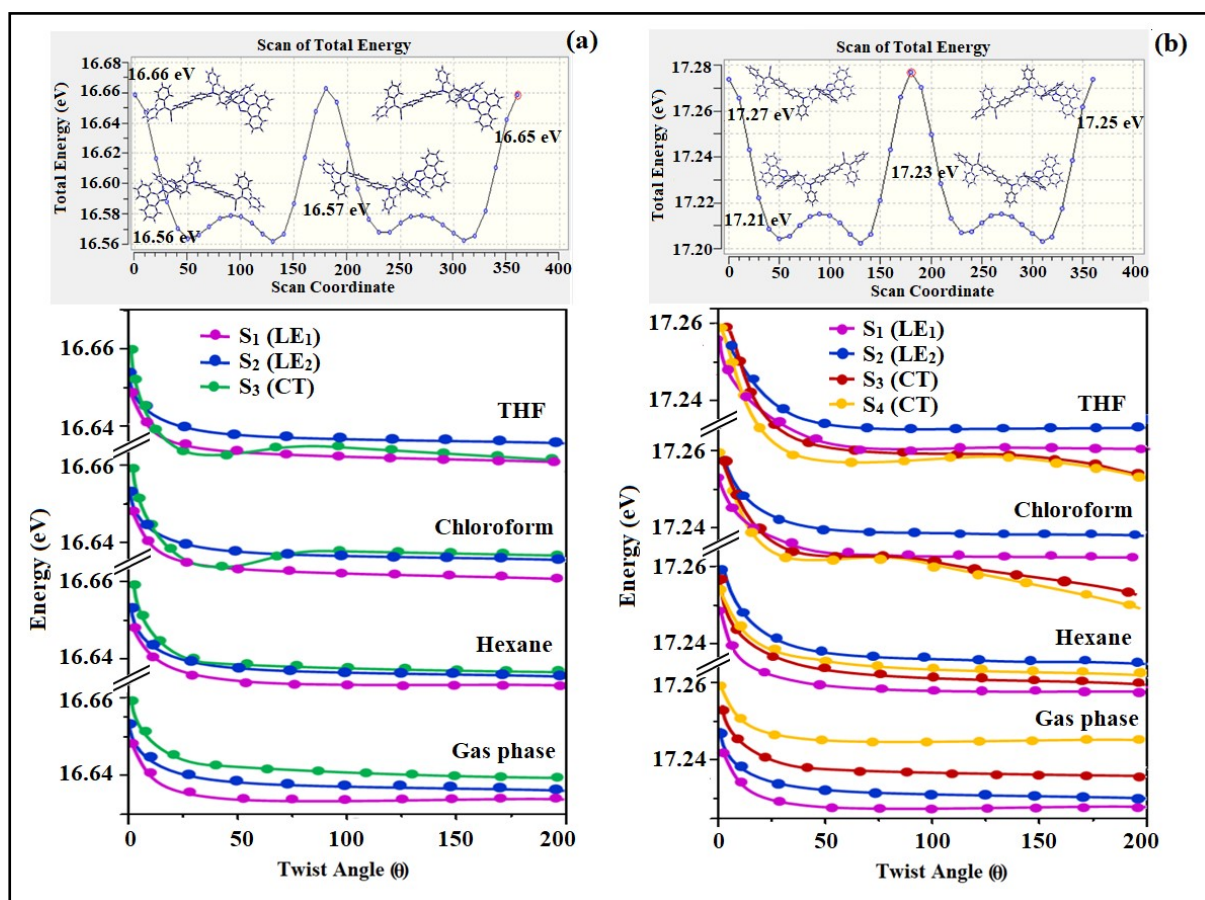 (a)
Scan of Total Energy
Total Energy (eV)
16.68
16.66
16.64
16.62
16.60
16.58
16.56
16.66 eV
16.65 eV
16.57 eV
16.56 eV
0 50 100 150 200 250 300 350 400
Scan Coordinate
(b)
Scan of Total Energy
Total Energy (eV)
17.28
17.26
17.24
17.22
17.20
17.27 eV
17.25 eV
17.23 eV
17.21 eV
0 50 100 150 200 250 300 350 400
Scan Coordinate
Energy (eV)
S1 (LE1)
S2 (LE2)
S3 (CT)
16.66
THF
16.64
16.66
Chloroform
16.64
16.66
Hexane
16.64
16.66
Gas phase
16.64
0 50 100 150 200
Twist Angle (θ)
Energy (eV)
S1 (LE1)
S2 (LE2)
S3 (CT)
S4 (CT)
17.26
THF
17.24
17.26
Chloroform
17.24
17.26
Hexane
17.24
17.26
Gas phase
17.24
0 50 100 150 200
Twist Angle (θ)